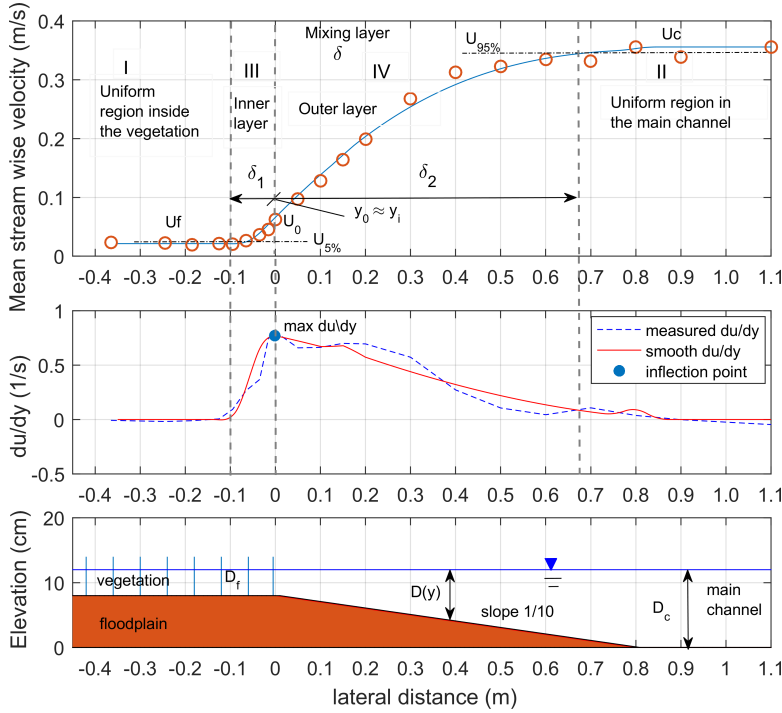 Mean stream wise velocity (m/s)
0.4
0.3
0.2
0.1
0
Mixing layer
δ
I
III
IV
II
U95%
Uc
Uniform
region inside
the vegetation
Inner
layer
Outer layer
Uniform region in
the main channel
δ1
δ2
y0 ≈ yi
Uf
U0
U5%
-0.4 -0.3 -0.2 -0.1 0 0.1 0.2 0.3 0.4 0.5 0.6 0.7 0.8 0.9 1.0 1.1
du/dy (1/s)
1
0.5
0
-0.5
max du\dy
measured du/dy
smooth du/dy
inflection point
-0.4 -0.3 -0.2 -0.1 0 0.1 0.2 0.3 0.4 0.5 0.6 0.7 0.8 0.9 1.0 1.1
Elevation (cm)
20
10
0
vegetation
Df
floodplain
D(y)
slope 1/10
Dc
main
channel
-0.4 -0.3 -0.2 -0.1 0 0.1 0.2 0.3 0.4 0.5 0.6 0.7 0.8 0.9 1.0 1.1
lateral distance (m)